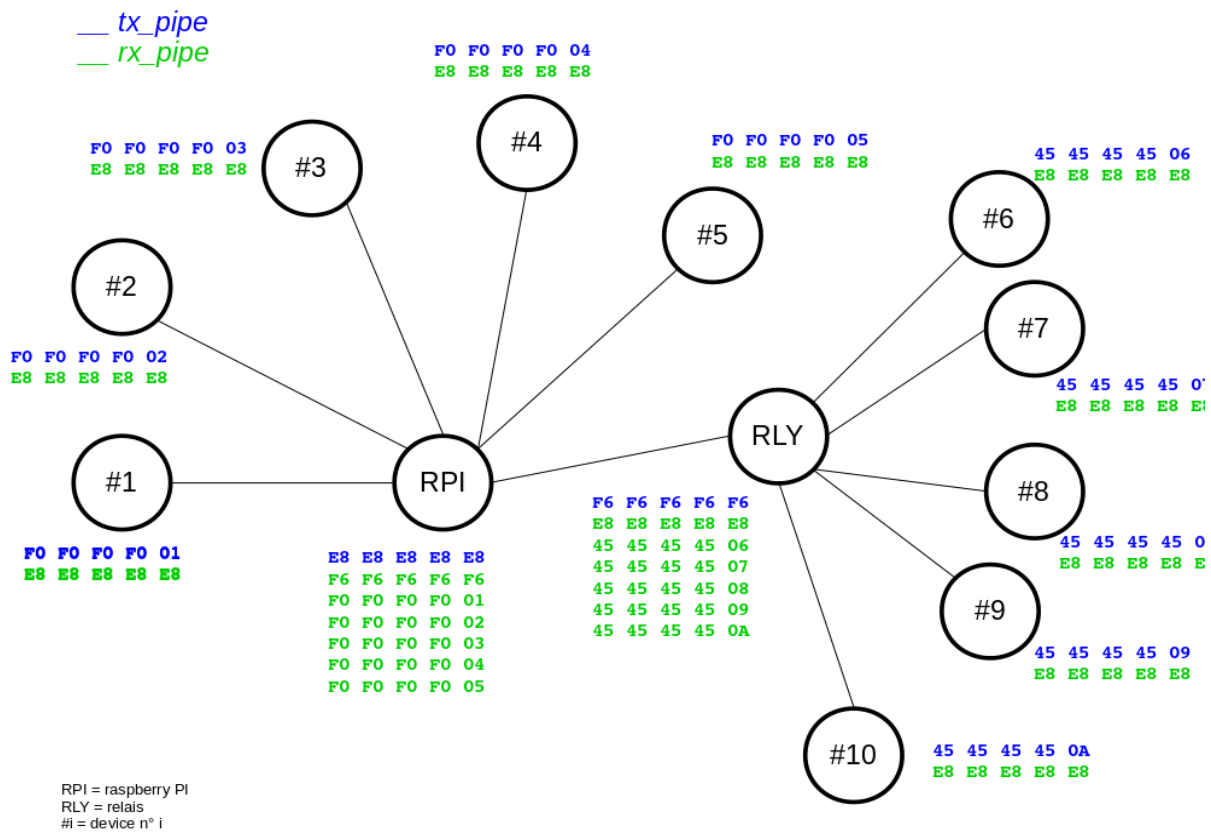 __ tx_pipe
__ rx_pipe
F0 F0 F0 F0 04
E8 E8 E8 E8 E8
#4
F0 F0 F0 F0 03
E8 E8 E8 E8 E8
#3
F0 F0 F0 F0 05
E8 E8 E8 E8 E8
#5
45 45 45 45 06
E8 E8 E8 E8 E8
#6
#2
F0 F0 F0 F0 02
E8 E8 E8 E8 E8
#7
45 45 45 45
E8 E8 E8 E8
#1
F0 F0 F0 F0 01
E8 E8 E8 E8 E8
RPI
E8 E8 E8 E8 E8
F6 F6 F6 F6 F6
F0 F0 F0 F0 01
F0 F0 F0 F0 02
F0 F0 F0 F0 03
F0 F0 F0 F0 04
F0 F0 F0 F0 05
RLY
F6 F6 F6 F6 F6
E8 E8 E8 E8 E8
45 45 45 45 06
45 45 45 45 07
45 45 45 45 08
45 45 45 45 09
45 45 45 45 0A
#8
45 45 45 45
E8 E8 E8 E8
#9
45 45 45 45 09
E8 E8 E8 E8 E8
#10
45 45 45 45 0A
E8 E8 E8 E8 E8
RPI = raspberry PI
RLY = relais
#i = device n° i